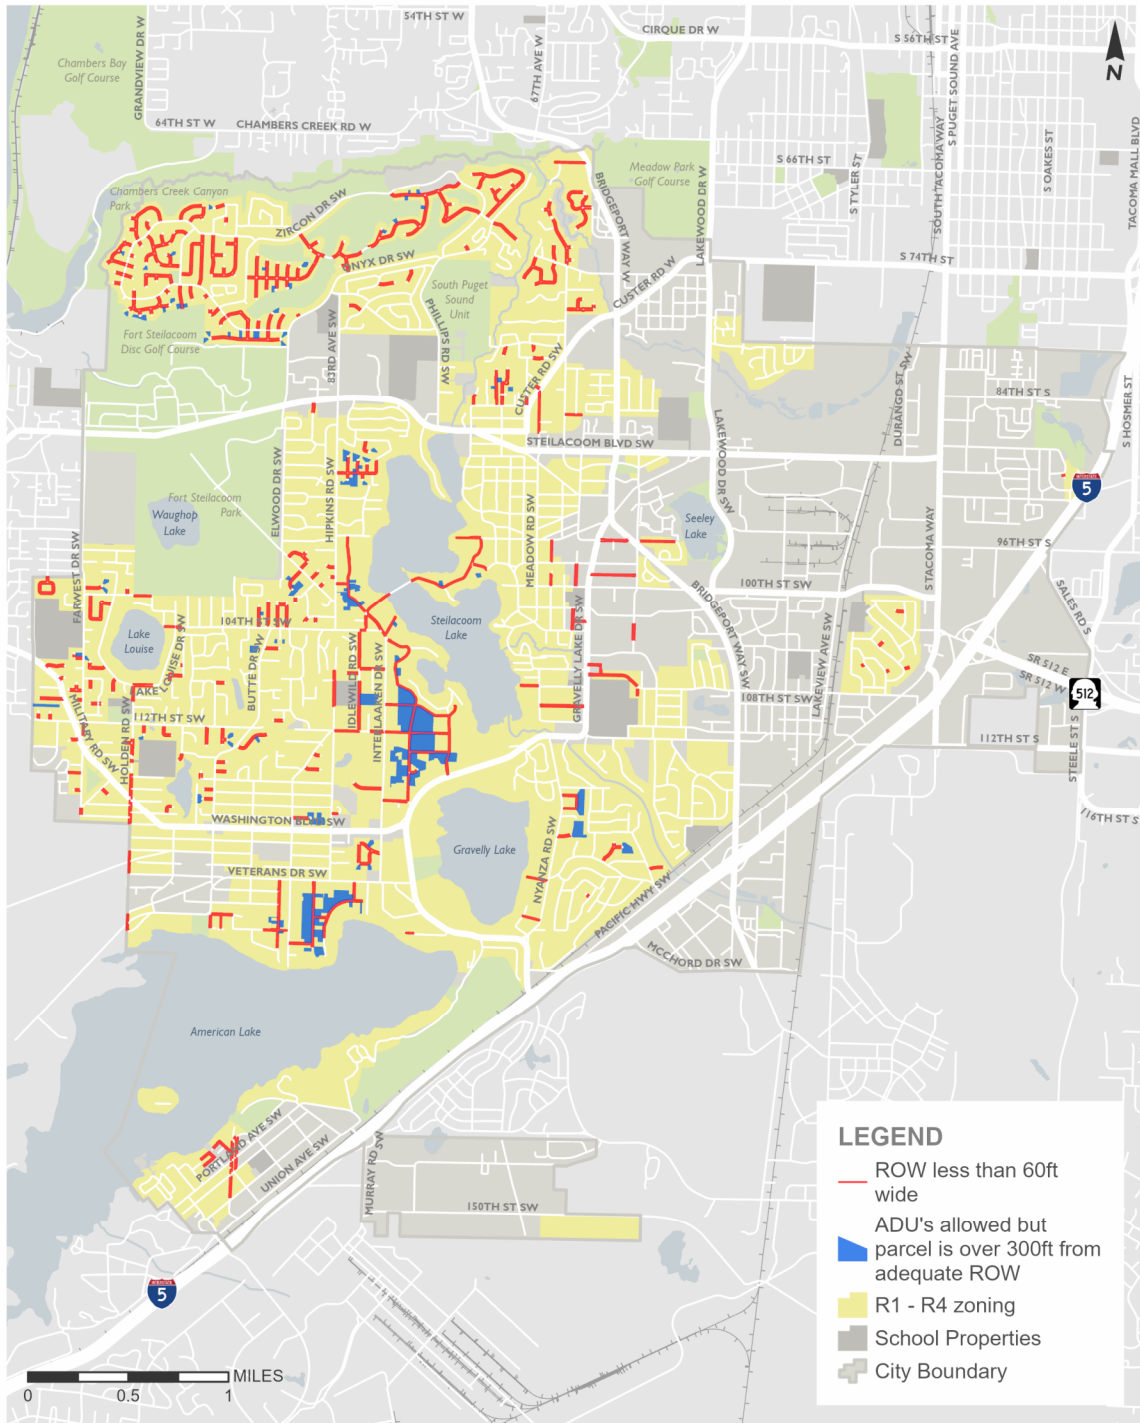 54TH ST W
CIRQUE DR W
S 56TH ST
Chambers Bay
Golf Course
GRANDVIEW DR W
67TH AVE W
S PUGET SOUND AVE
N
64TH ST W
CHAMBERS CREEK RD W
S 66TH ST
S TYLER ST
SOUTH TACOMA WAY
S OAKES ST
TACOMA MALL BLVD
Meadow Park
Golf Course
LAKEWOOD DR W
BRIDGEPORT WAY W
Chambers Creek Canyon
Park
ZIRCON DR SW
ONYX DR SW
S 74TH ST
CUSTER RD W
South Puget
Sound
Unit
PHILLIPS RD SW
83RD AVE SW
Fort Steilacoom
Disc Golf Course
CUSTER RD SW
DURANGO ST SW
84TH ST S
S HOSMER ST
LAKEWOOD DR SW
STEILACOOM BLVD SW
ELWOOD DR SW
HIPKINS RD SW
Fort Steilacoom
Park
Waughop
Lake
INTERSTATE
5
Seeley
Lake
MEADOW RD SW
S TACOMA WAY
96TH ST S
FARWEST DR SW
100TH ST SW
BRIDGEPORT WAY SW
SALES RD S
104TH ST SW
Lake
Louise
LOUISE DR SW
LAKE
Steilacoom
Lake
GRAVELLY LAKE DR SW
BUTTE DR SW
IDLEWILD RD SW
INTERLAAKEN DR SW
LAKEVIEW AVE SW
SR 512 E
SR 512 W
512
108TH ST SW
112TH ST SW
MILITARY RD SW
HOLDEN RD SW
112TH ST S
STEELE ST S
116TH ST S
WASHINGTON BLVD SW
Gravelly Lake
NYANZA RD SW
VETERANS DR SW
PACIFIC HWY SW
MCCHORD DR SW
American Lake
PORTLAND AVE SW
UNION AVE SW
MURRAY RD SW
150TH ST SW
INTERSTATE
5
LEGEND
ROW less than 60ft
wide
ADU's allowed but
parcel is over 300ft from
adequate ROW
R1 - R4 zoning
School Properties
City Boundary
MILES
0
0.5
1